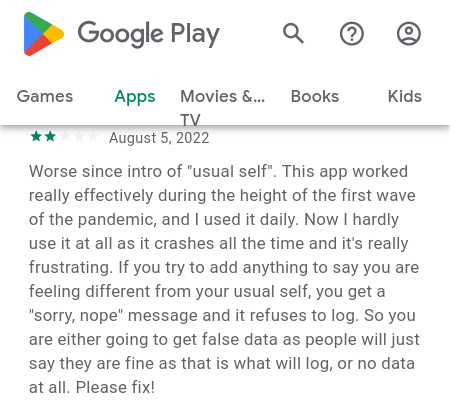 Google Play
Games Apps Movies &... Books Kids
TV
August 5, 2022
Worse since intro of "usual self". This app worked
really effectively during the height of the first wave
of the pandemic, and I used it daily. Now I hardly
use it at all as it crashes all the time and it's really
frustrating. If you try to add anything to say you are
feeling different from your usual self, you get a
"sorry, nope" message and it refuses to log. So you
are either going to get false data as people will just
say they are fine as that is what will log, or no data
at all. Please fix!